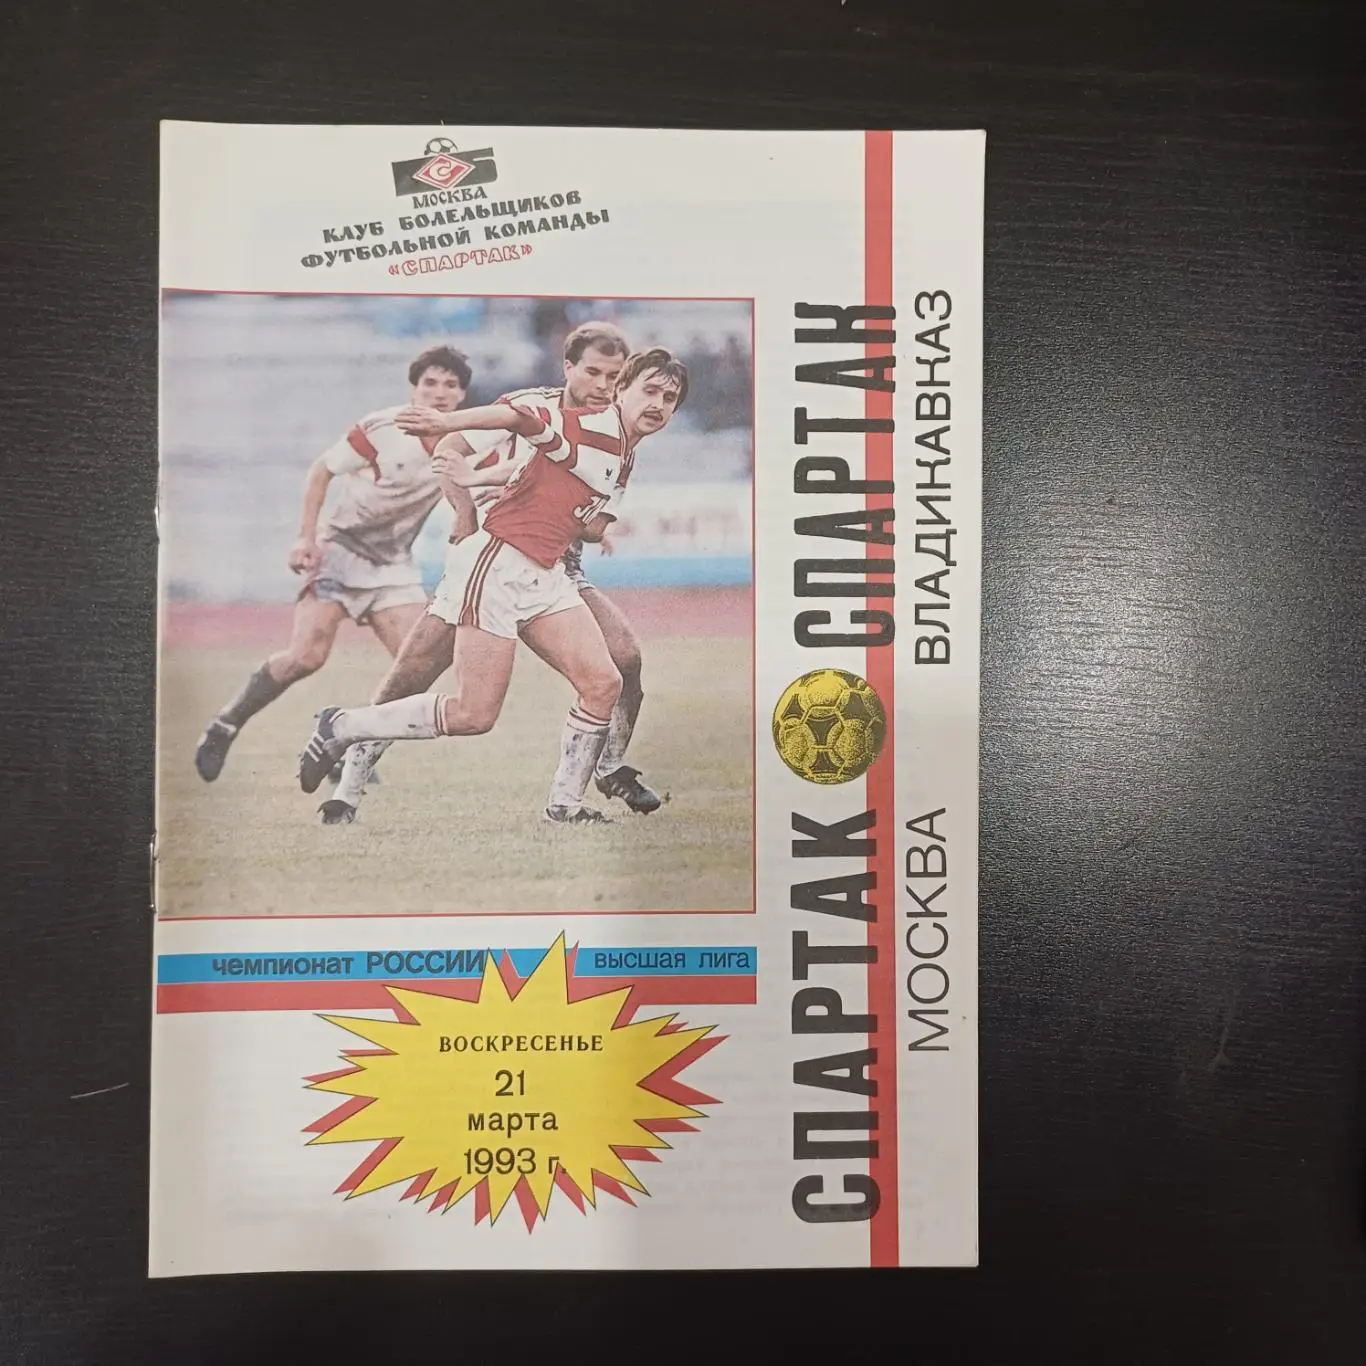 С
МОСКВА
КЛУБ БОЛЕЛЬЩИКОВ
ФУТБОЛЬНОЙ КОМАНДЫ
«СПАРТАК»
СПАРТАК СПАРТАК
МОСКВА ВЛАДИКАВКАЗ
чемпионат РОССИИ высшая лига
ВОСКРЕСЕНЬЕ
21
марта
1993 г.